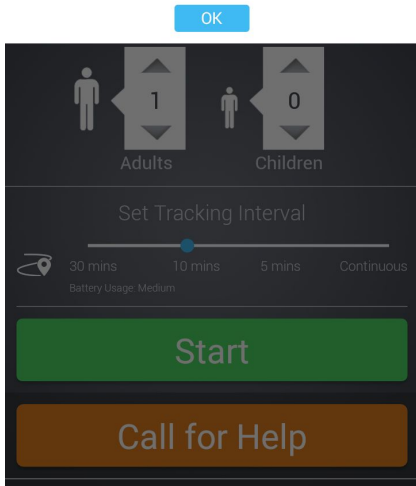 OK
1 0
Adults Children
Set Tracking Interval
30 mins 10 mins 5 mins Continuous
Battery Usage: Medium
Start
Call for Help